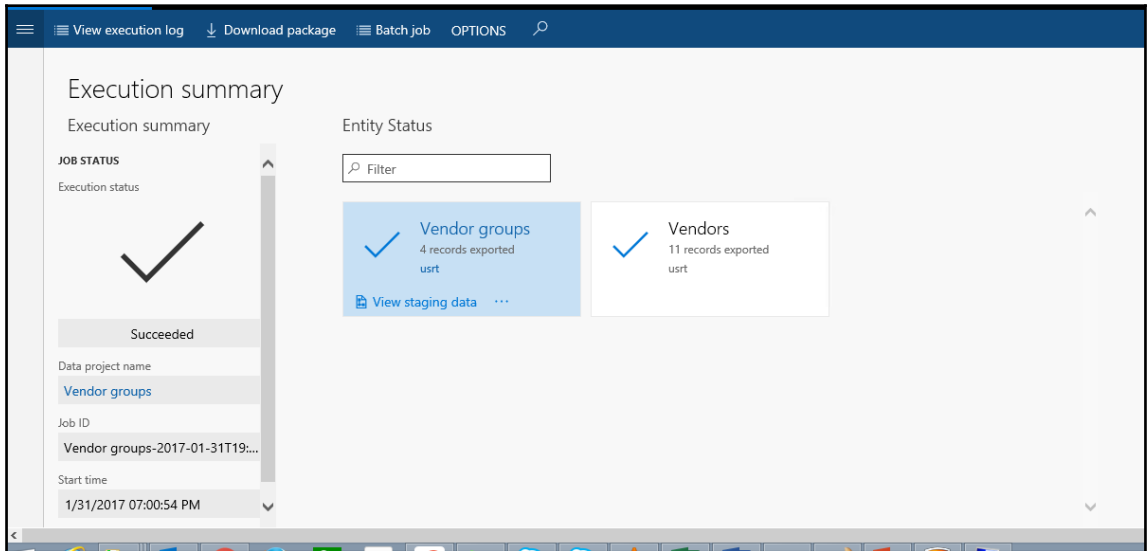 View execution log Download package Batch job OPTIONS
Execution summary
Execution summary
JOB STATUS
Execution status
Succeeded
Data project name
Vendor groups
Job ID
Vendor groups-2017-01-31T19:...
Start time
1/31/2017 07:00:54 PM
Entity Status
Filter
Vendor groups
4 records exported
usrt
View staging data ...
Vendors
11 records exported
usrt